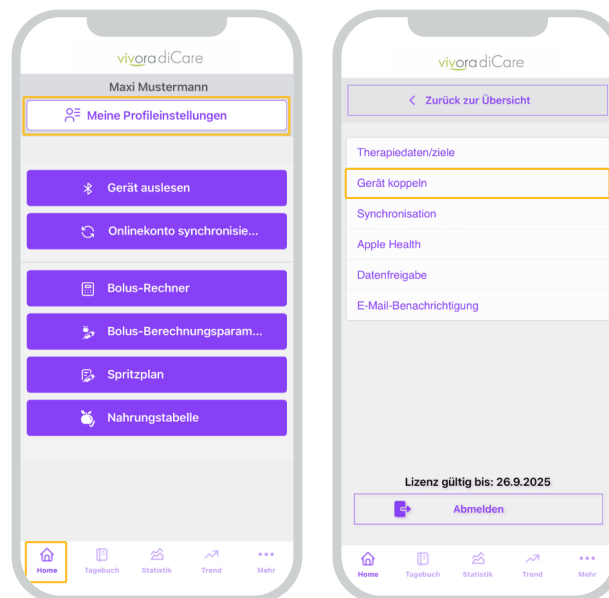 vivora diCare
Maxi Mustermann
Meine Profileinstellungen
Gerät auslesen
Onlinekonto synchronisie...
Bolus-Rechner
Bolus-Berechnungsparam...
Spritzplan
Nahrungstabelle
Home Tagebuch Statistik Trend Mehr
vivora diCare
Zurück zur Übersicht
Therapiedaten/ziele
Gerät koppeln
Synchronisation
Apple Health
Datenfreigabe
E-Mail-Benachrichtigung
Lizenz gültig bis: 26.9.2025
Abmelden
Home Tagebuch Statistik Trend Mehr